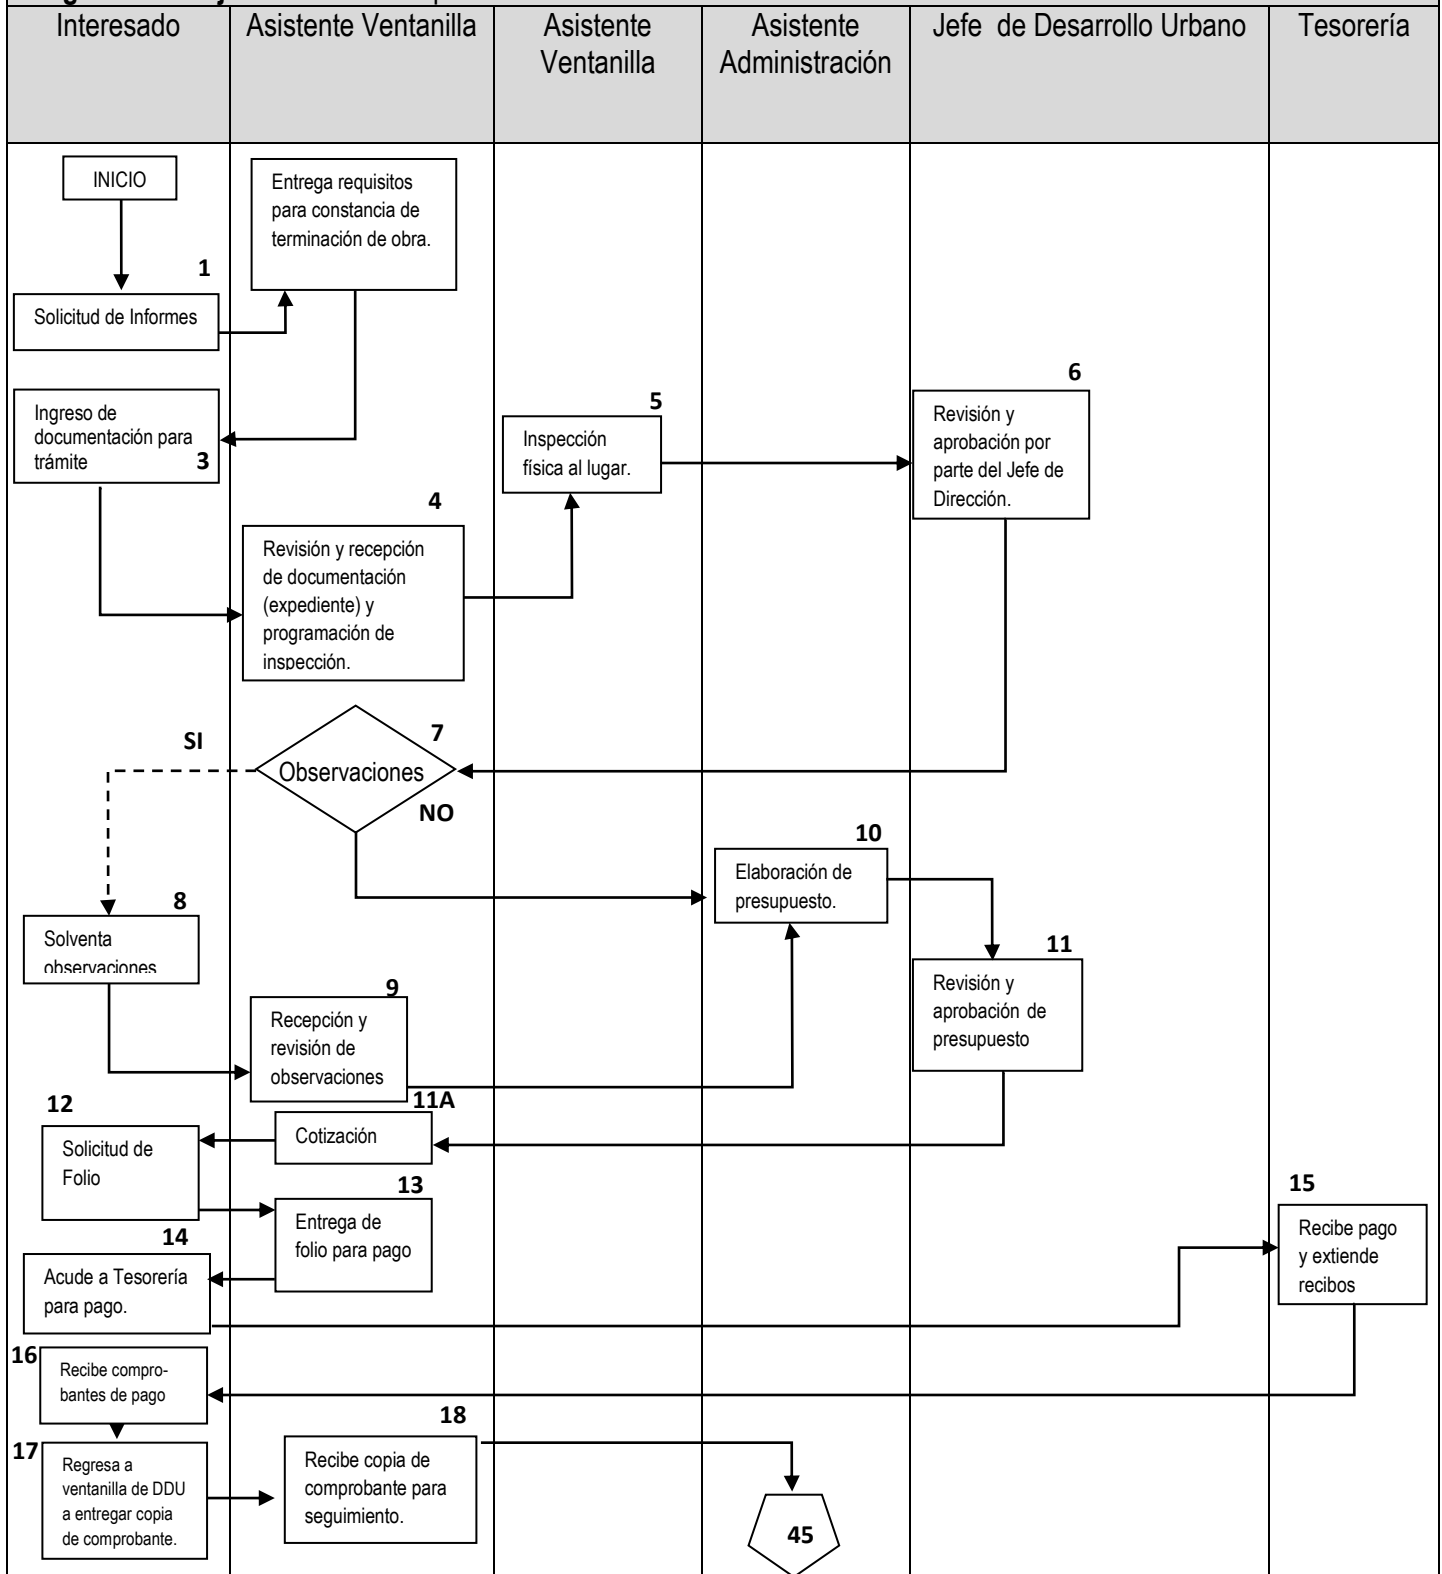 Interesado
Asistente Ventanilla
Asistente
Ventanilla
Asistente
Administración
Jefe de Desarrollo Urbano
Tesorería
INICIO
Entrega requisitos
para constancia de
terminación de obra.
1
Solicitud de Informes
Ingreso de
documentación para
trámite
3
4
Revisión y recepción
de documentación
(expediente) y
programación de
inspección.
5
Inspección
física al lugar.
6
Revisión y
aprobación por
parte del Jefe de
Dirección.
7
SI
Observaciones
NO
8
Solventa
observaciones
9
Recepción y
revisión de
observaciones
10
Elaboración de
presupuesto.
11
Revisión y
aprobación de
presupuesto
11A
Cotización
12
Solicitud de
Folio
13
Entrega de
folio para pago
14
Acude a Tesorería
para pago.
15
Recibe pago
y extiende
recibos
16
Recibe compro-
bantes de pago
17
Regresa a
ventanilla de DDU
a entregar copia
de comprobante.
18
Recibe copia de
comprobante para
seguimiento.
45